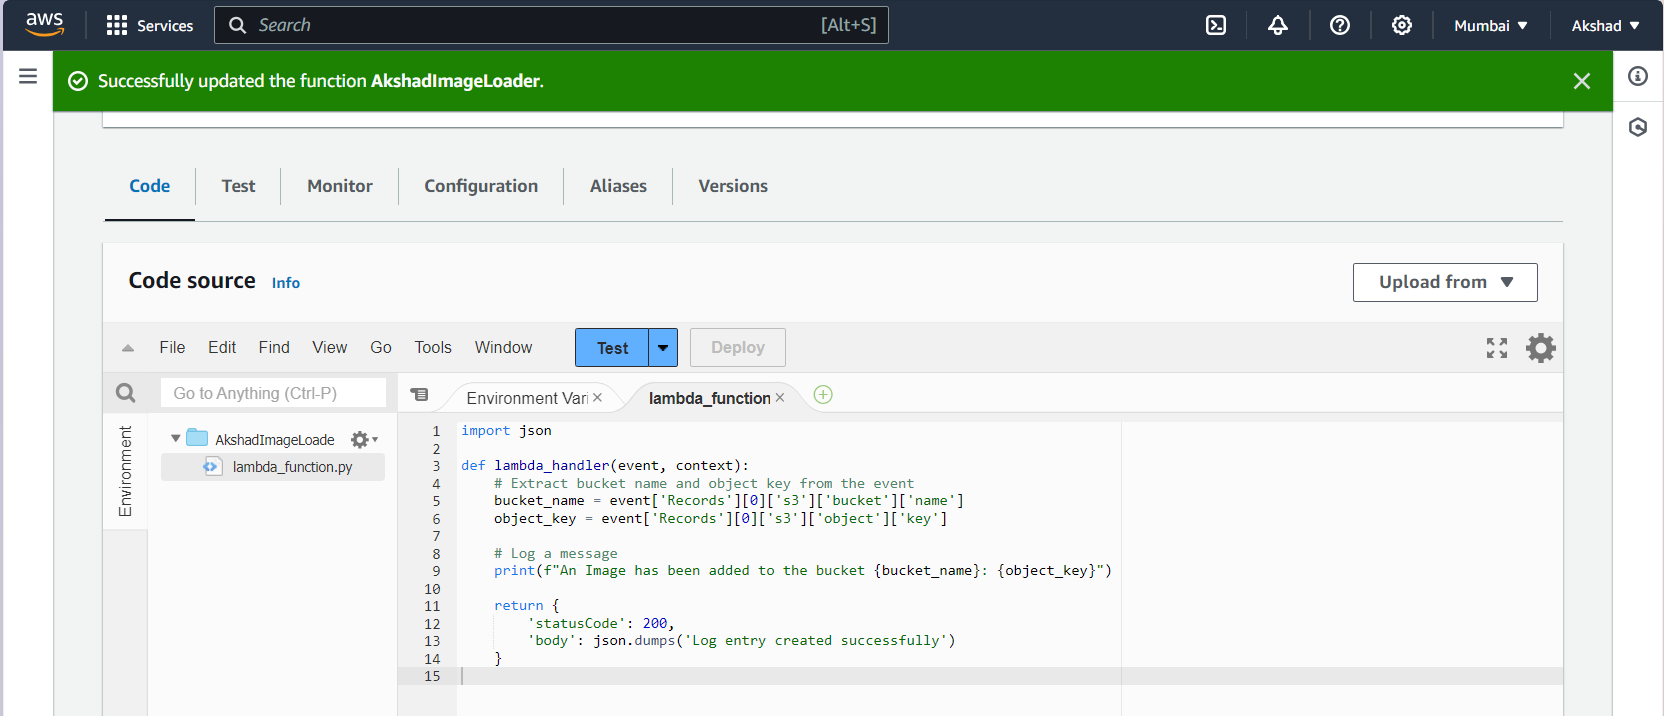 aws Services Search [Alt+S] Mumbai Akshad
Successfully updated the function AkshadImageLoader.
Code Test Monitor Configuration Aliases Versions
Code source Info Upload from
File Edit Find View Go Tools Window Test Deploy
Go to Anything (Ctrl-P) Environment Vari lambda_function
Environment
AkshadImageLoade
lambda_function.py
1 import json
2
3 def lambda_handler(event, context):
4     # Extract bucket name and object key from the event
5     bucket_name = event['Records'][0]['s3']['bucket']['name']
6     object_key = event['Records'][0]['s3']['object']['key']
7
8     # Log a message
9     print(f"An Image has been added to the bucket {bucket_name}: {object_key}")
10
11     return {
12         'statusCode': 200,
13         'body': json.dumps('Log entry created successfully')
14     }
15